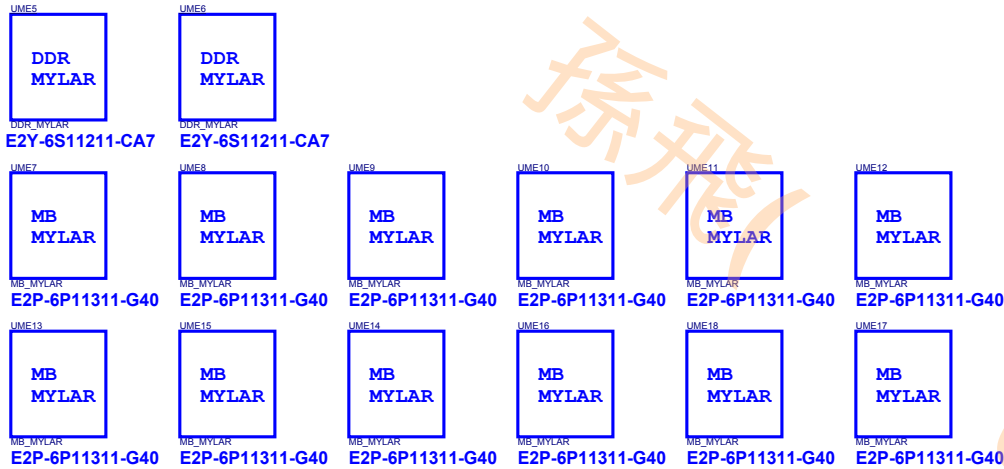 UME5 UME6
DDR DDR
MYLAR MYLAR
DDR_MYLAR DDR_MYLAR
E2Y-6S11211-CA7 E2Y-6S11211-CA7
孫飛(
UME7 UME8 UME9 UME10 UME11 UME12
MB MB MB MB MB MB
MYLAR MYLAR MYLAR MYLAR MYLAR MYLAR
MB_MYLAR MB_MYLAR MB_MYLAR MB_MYLAR MB_MYLAR MB_MYLAR
E2P-6P11311-G40 E2P-6P11311-G40 E2P-6P11311-G40 E2P-6P11311-G40 E2P-6P11311-G40 E2P-6P11311-G40
UME13 UME15 UME14 UME16 UME18 UME17
MB MB MB MB MB MB
MYLAR MYLAR MYLAR MYLAR MYLAR MYLAR
MB_MYLAR MB_MYLAR MB_MYLAR MB_MYLAR MB_MYLAR MB_MYLAR
E2P-6P11311-G40 E2P-6P11311-G40 E2P-6P11311-G40 E2P-6P11311-G40 E2P-6P11311-G40 E2P-6P11311-G40